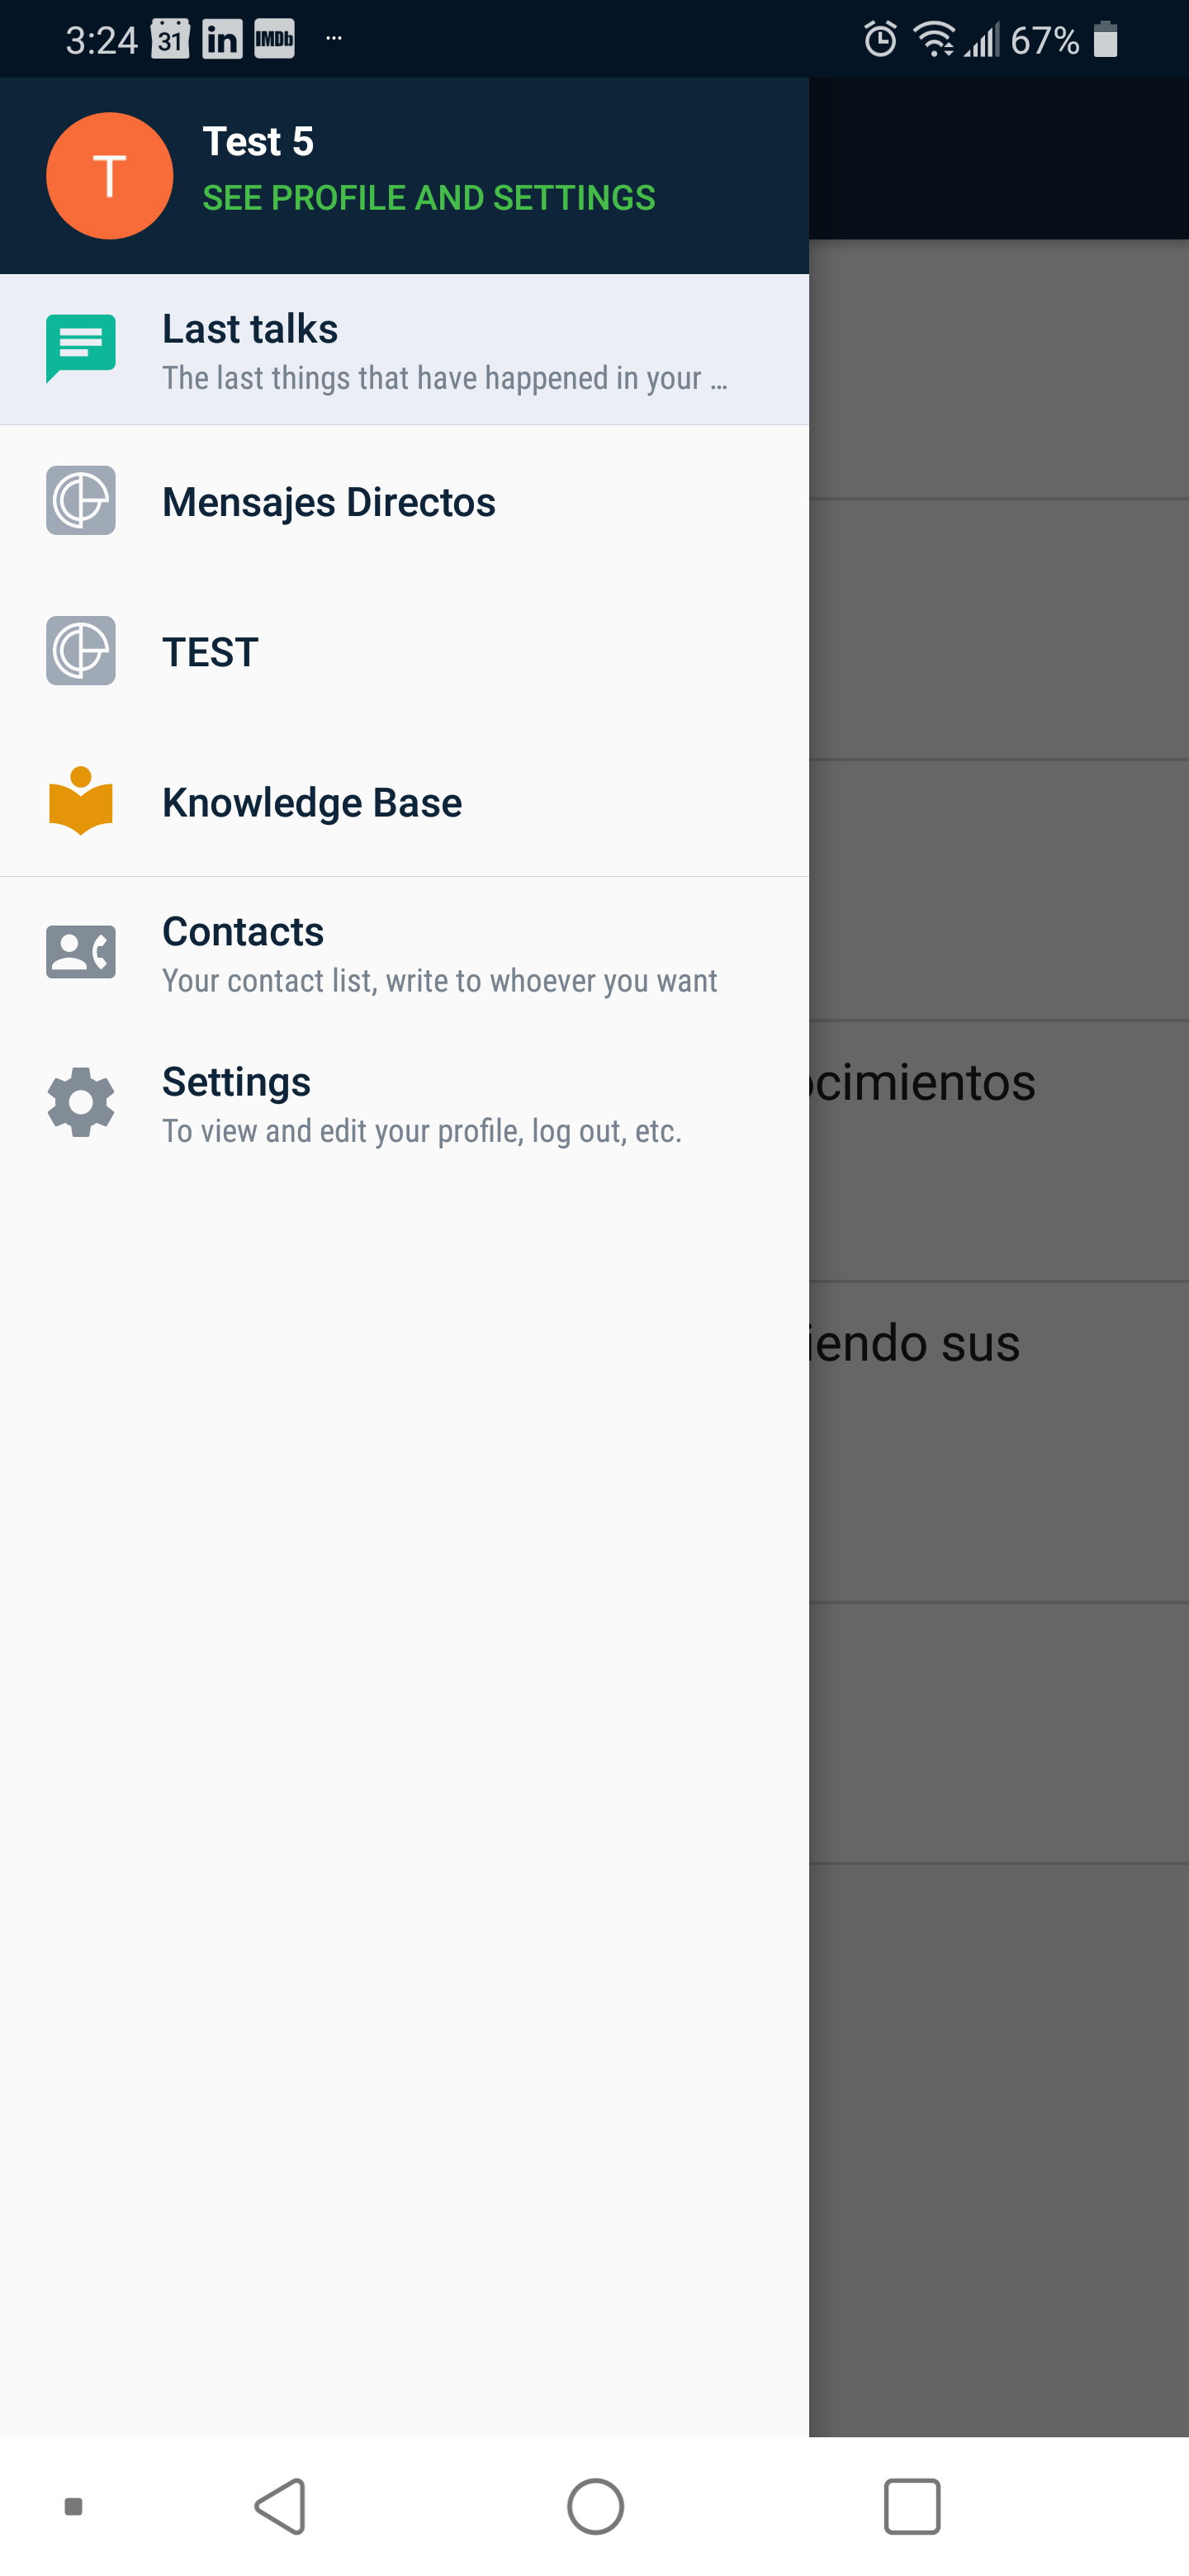 3:24 31 in IMDb ... 67%
T
Test 5
SEE PROFILE AND SETTINGS
Last talks
The last things that have happened in your ...
Mensajes Directos
TEST
Knowledge Base
Contacts
Your contact list, write to whoever you want
ocimientos
Settings
To view and edit your profile, log out, etc.
iendo sus